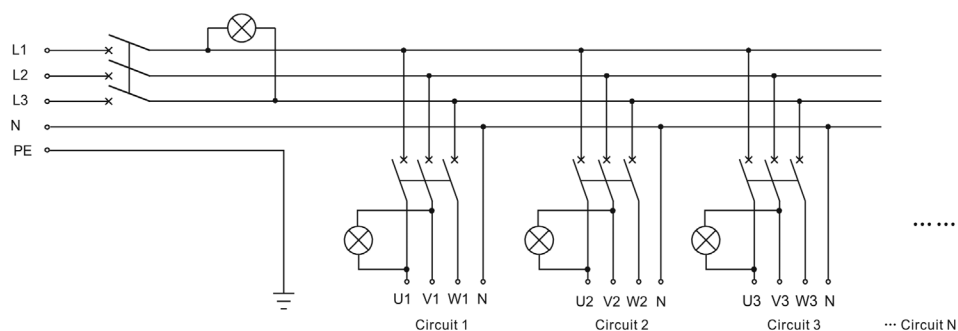 L1
L2
L3
N
PE
U1 V1 W1 N
U2 V2 W2 N
U3 V3 W3 N
······
Circuit 1
Circuit 2
Circuit 3
··· Circuit N